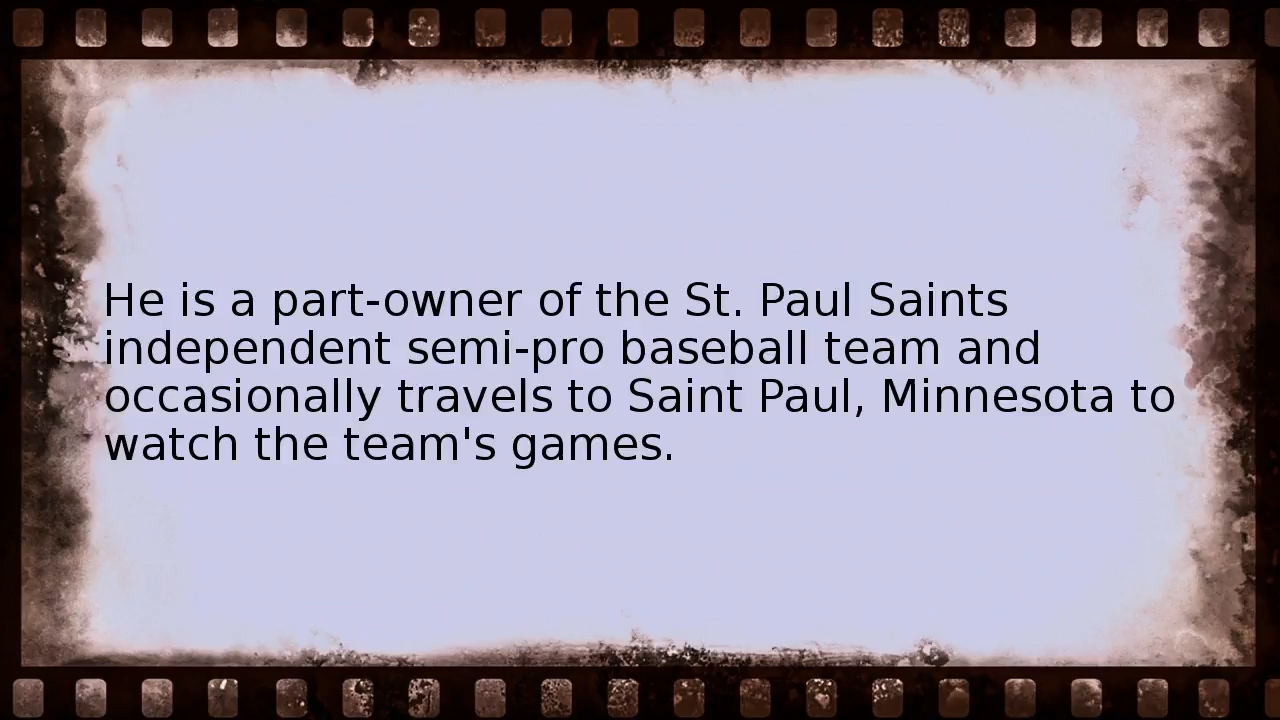 He is a part-owner of the St. Paul Saints
independent semi-pro baseball team and
occasionally travels to Saint Paul, Minnesota to
watch the team's games.